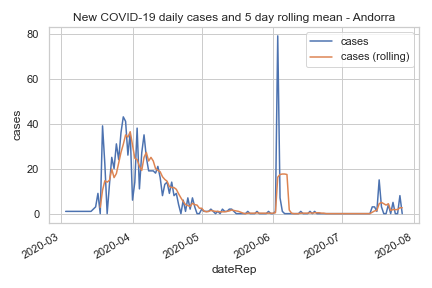 New COVID-19 daily cases and 5 day rolling mean - Andorra
cases
cases (rolling)
80
60
40
20
0
cases
2020-03
2020-04
2020-05
2020-06
2020-07
2020-08
dateRep